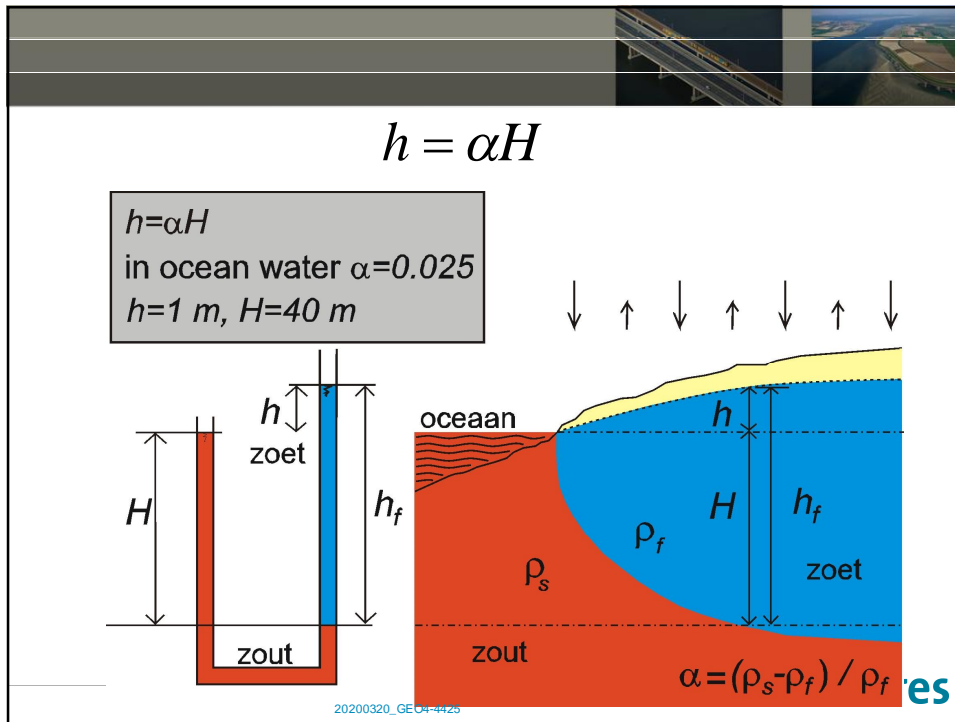 h = αH
h=αH
in ocean water α=0.025
h=1 m, H=40 m
h
zoet
H
h_f
zout
oceaan
h
H
h_f
ρ_f
ρ_s
zoet
zout
α=(ρ_s-ρ_f) / ρ_f
res
20200320_GEO4-4425